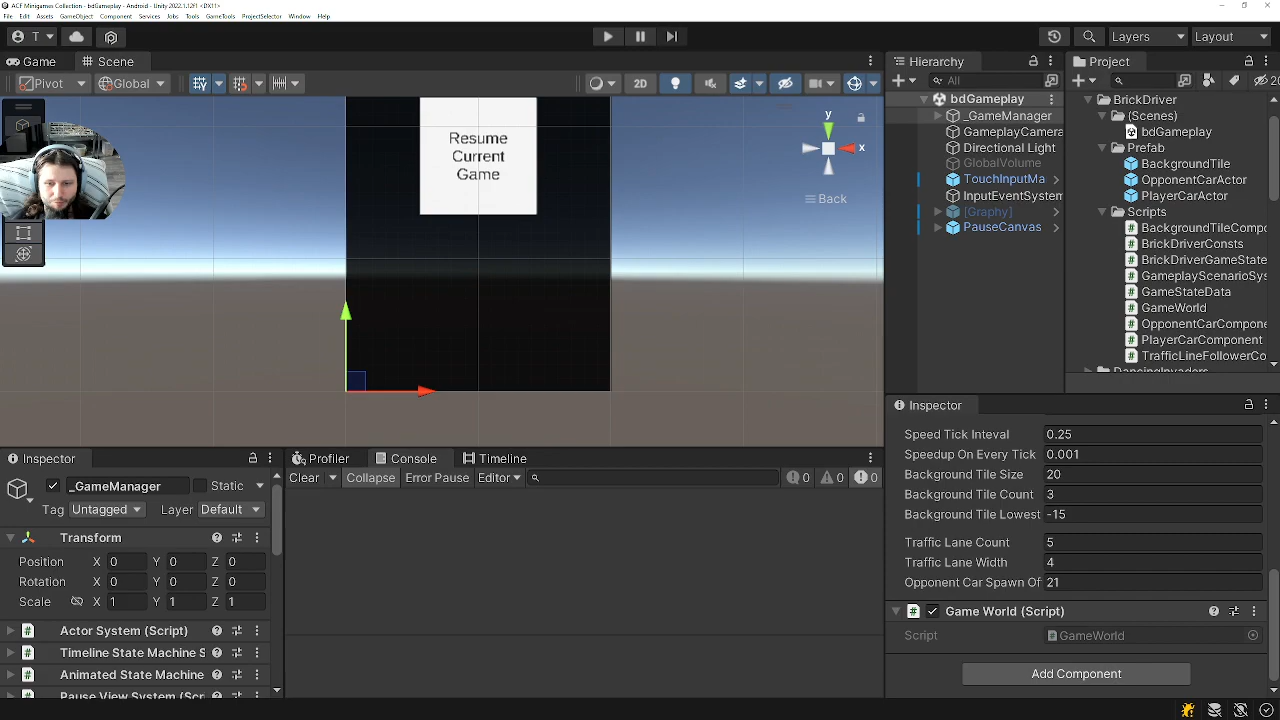 ACF Minigames Collection - bdGameplay - Android - Unity 2022.1.12f1 <DX11>
File Edit Assets GameObject Component Services Jobs Tools GameTools ProjectSelector Window Help
T Layers Layout
Game Scene
Pivot Global 2D
Resume
Current
Game
y
x
Back
Hierarchy
All
bdGameplay
_GameManager
GameplayCamera
Directional Light
GlobalVolume
TouchInputMa
InputEventSystem
[Graphy]
PauseCanvas
Project
2
BrickDriver
(Scenes)
bdGameplay
Prefab
BackgroundTile
OpponentCarActor
PlayerCarActor
Scripts
BackgroundTileCompo
BrickDriverConsts
BrickDriverGameState
GameplayScenarioSys
GameStateData
GameWorld
OpponentCarCompone
PlayerCarComponent
TrafficLineFollowerCo
DancingInvaders
Inspector
Speed Tick Inteval 0.25
Speedup On Every Tick 0.001
Background Tile Size 20
Background Tile Count 3
Background Tile Lowest -15
Traffic Lane Count 5
Traffic Lane Width 4
Opponent Car Spawn Of 21
Game World (Script)
Script GameWorld
Add Component
Inspector
_GameManager Static
Tag Untagged Layer Default
Transform
Position X 0 Y 0 Z 0
Rotation X 0 Y 0 Z 0
Scale X 1 Y 1 Z 1
Actor System (Script)
Timeline State Machine S
Animated State Machine
Pause View System (Script)
Profiler Console Timeline
Clear Collapse Error Pause Editor 0 0 0